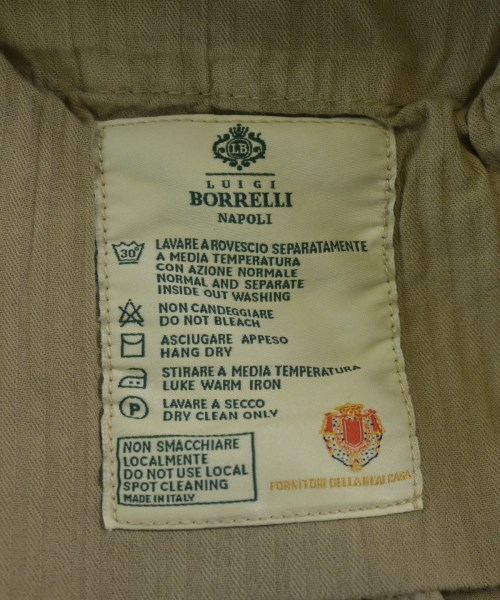 LB
LUIGI
BORRELLI
NAPOLI
30°
LAVARE A ROVESCIO SEPARATAMENTE
A MEDIA TEMPERATURA
CON AZIONE NORMALE
NORMAL AND SEPARATE
INSIDE OUT WASHING
NON CANDEGGIARE
DO NOT BLEACH
ASCIUGARE APPESO
HANG DRY
STIRARE A MEDIA TEMPERATURA
LUKE WARM IRON
P
LAVARE A SECCO
DRY CLEAN ONLY
NON SMACCHIARE
LOCALMENTE
DO NOT USE LOCAL
SPOT CLEANING
MADE IN ITALY
FORNITORI DELLA REAL CASA